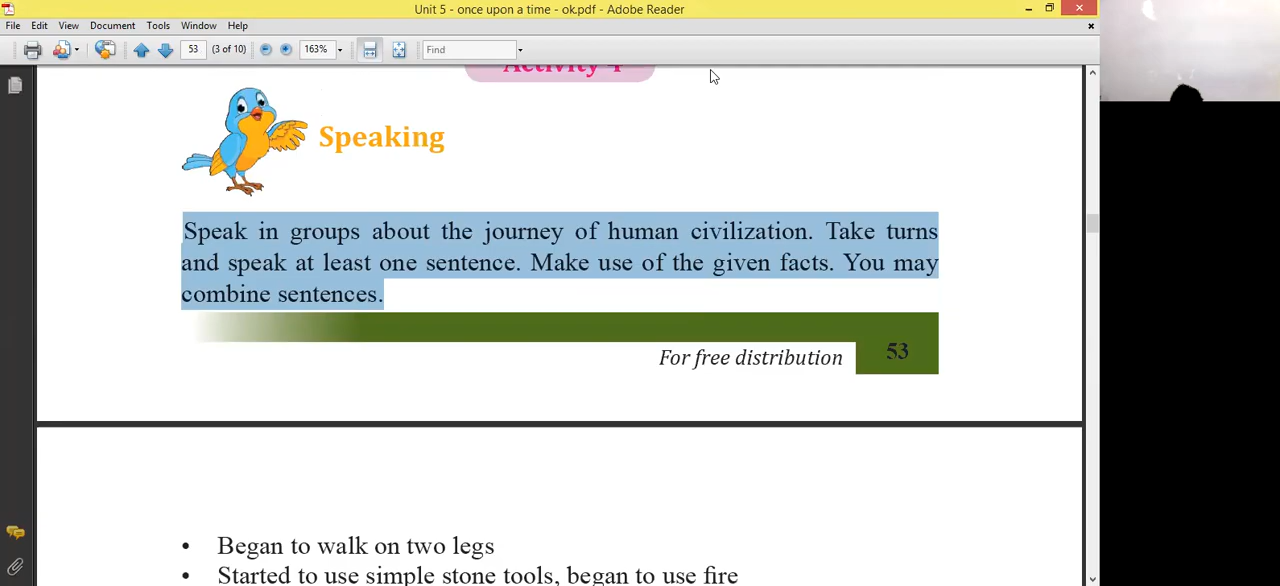 Unit 5 - once upon a time - ok.pdf - Adobe Reader
File Edit View Document Tools Window Help
53 (3 of 10) 163% Find
Activity 4
Speaking
Speak in groups about the journey of human civilization. Take turns
and speak at least one sentence. Make use of the given facts. You may
combine sentences.
For free distribution 53
• Began to walk on two legs
• Started to use simple stone tools, began to use fire